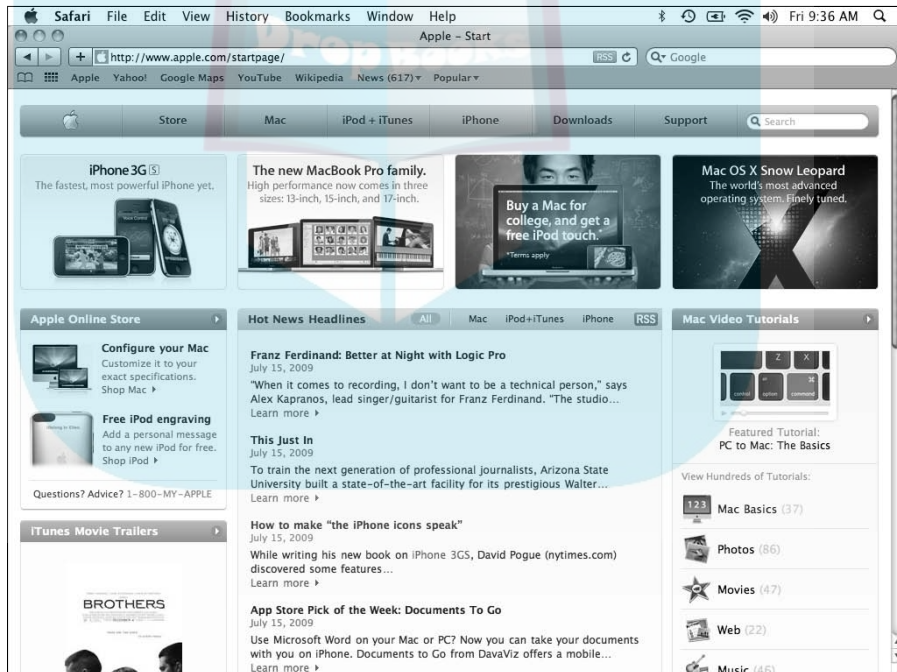 Safari File Edit View History Bookmarks Window Help Fri 9:36 AM
Drop Books
Apple – Start
http://www.apple.com/startpage/ RSS Google
Apple Yahoo! Google Maps YouTube Wikipedia News (617) Popular
Store Mac iPod + iTunes iPhone Downloads Support Search
iPhone 3G S
The fastest, most powerful iPhone yet.
The new MacBook Pro family.
High performance now comes in three
sizes: 13-inch, 15-inch, and 17-inch.
Buy a Mac for
college, and get a
free iPod touch.*
*Terms apply
Mac OS X Snow Leopard
The world's most advanced
operating system. Finely tuned.
Apple Online Store
Configure your Mac
Customize it to your
exact specifications.
Shop Mac
Free iPod engraving
Add a personal message
to any new iPod for free.
Shop iPod
Questions? Advice? 1-800-MY-APPLE
iTunes Movie Trailers
BROTHERS
Hot News Headlines All Mac iPod+iTunes iPhone RSS
Franz Ferdinand: Better at Night with Logic Pro
July 15, 2009
"When it comes to recording, I don't want to be a technical person," says
Alex Kapranos, lead singer/guitarist for Franz Ferdinand. "The studio...
Learn more
This Just In
July 15, 2009
To train the next generation of professional journalists, Arizona State
University built a state-of-the-art facility for its prestigious Walter...
Learn more
How to make "the iPhone icons speak"
July 15, 2009
While writing his new book on iPhone 3GS, David Pogue (nytimes.com)
discovered some features...
Learn more
App Store Pick of the Week: Documents To Go
July 15, 2009
Use Microsoft Word on your Mac or PC? Now you can take your documents
with you on iPhone. Documents to Go from DavaViz offers a mobile...
Learn more
Mac Video Tutorials
Z X
control option command
Featured Tutorial:
PC to Mac: The Basics
View Hundreds of Tutorials:
123 Mac Basics (37)
Photos (86)
Movies (47)
Web (22)
Music (46)